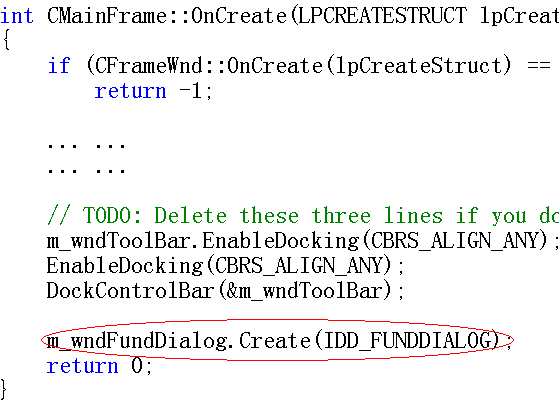 int CMainFrame::OnCreate(LPCREATESTRUCT lpCreat
{
if (CFrameWnd::OnCreate(lpCreateStruct) ==
return -1;
... ...
... ...
// TODO: Delete these three lines if you do
m_wndToolBar.EnableDocking(CBRS_ALIGN_ANY);
EnableDocking(CBRS_ALIGN_ANY);
DockControlBar(&m_wndToolBar);
m_wndFundDialog.Create(IDD_FUNDDIALOG);
return 0;
}